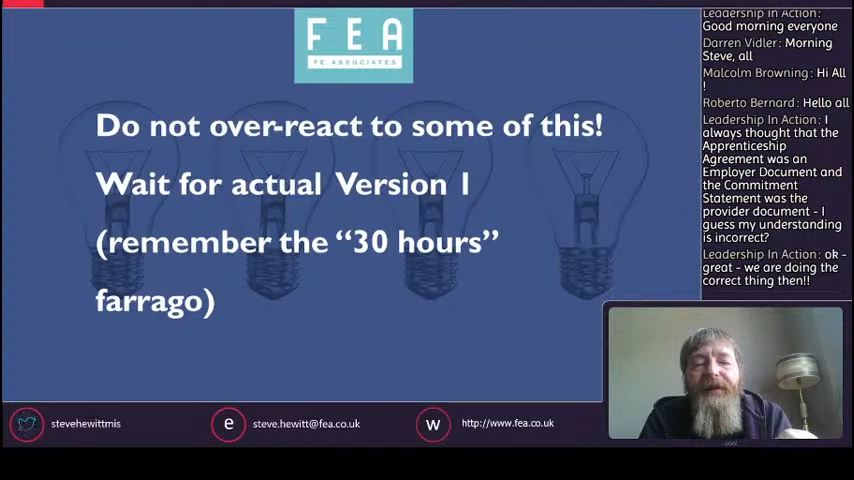 FEA
FE ASSOCIATES
Do not over-react to some of this!
Wait for actual Version 1
(remember the “30 hours”
farrago)
Leadership In Action:
Good morning everyone
Darren Vidler: Morning
Steve, all
Malcolm Browning: Hi All
!
Roberto Bernard: Hello all
Leadership In Action: I
always thought that the
Apprenticeship
Agreement was an
Employer Document and
the Commitment
Statement was the
provider document - I
guess my understanding
is incorrect?
Leadership In Action: ok -
great - we are doing the
correct thing then!!
stevehewittmis
e steve.hewitt@fea.co.uk
w http://www.fea.co.uk